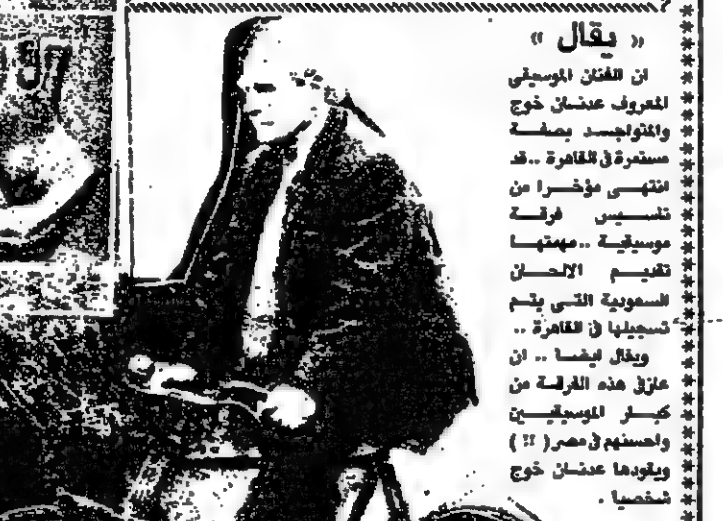 « يقال »
ان الفنان الموسيقى
المعروف عدنان خوج
والمتواجد بصفة
مستمرة في القاهرة .. قد
انتهى مؤخرا من
تأسيس فرقة
موسيقية .. مهمتها
تقديم الالحان
السعودية التى يتم
تسجيلها في القاهرة ..
ويقال ايضا .. ان
عازفي هذه الفرقة من
كبار الموسيقيين
واحسنهم في مصر ( !! )
ويقودها عدنان خوج
شخصيا .